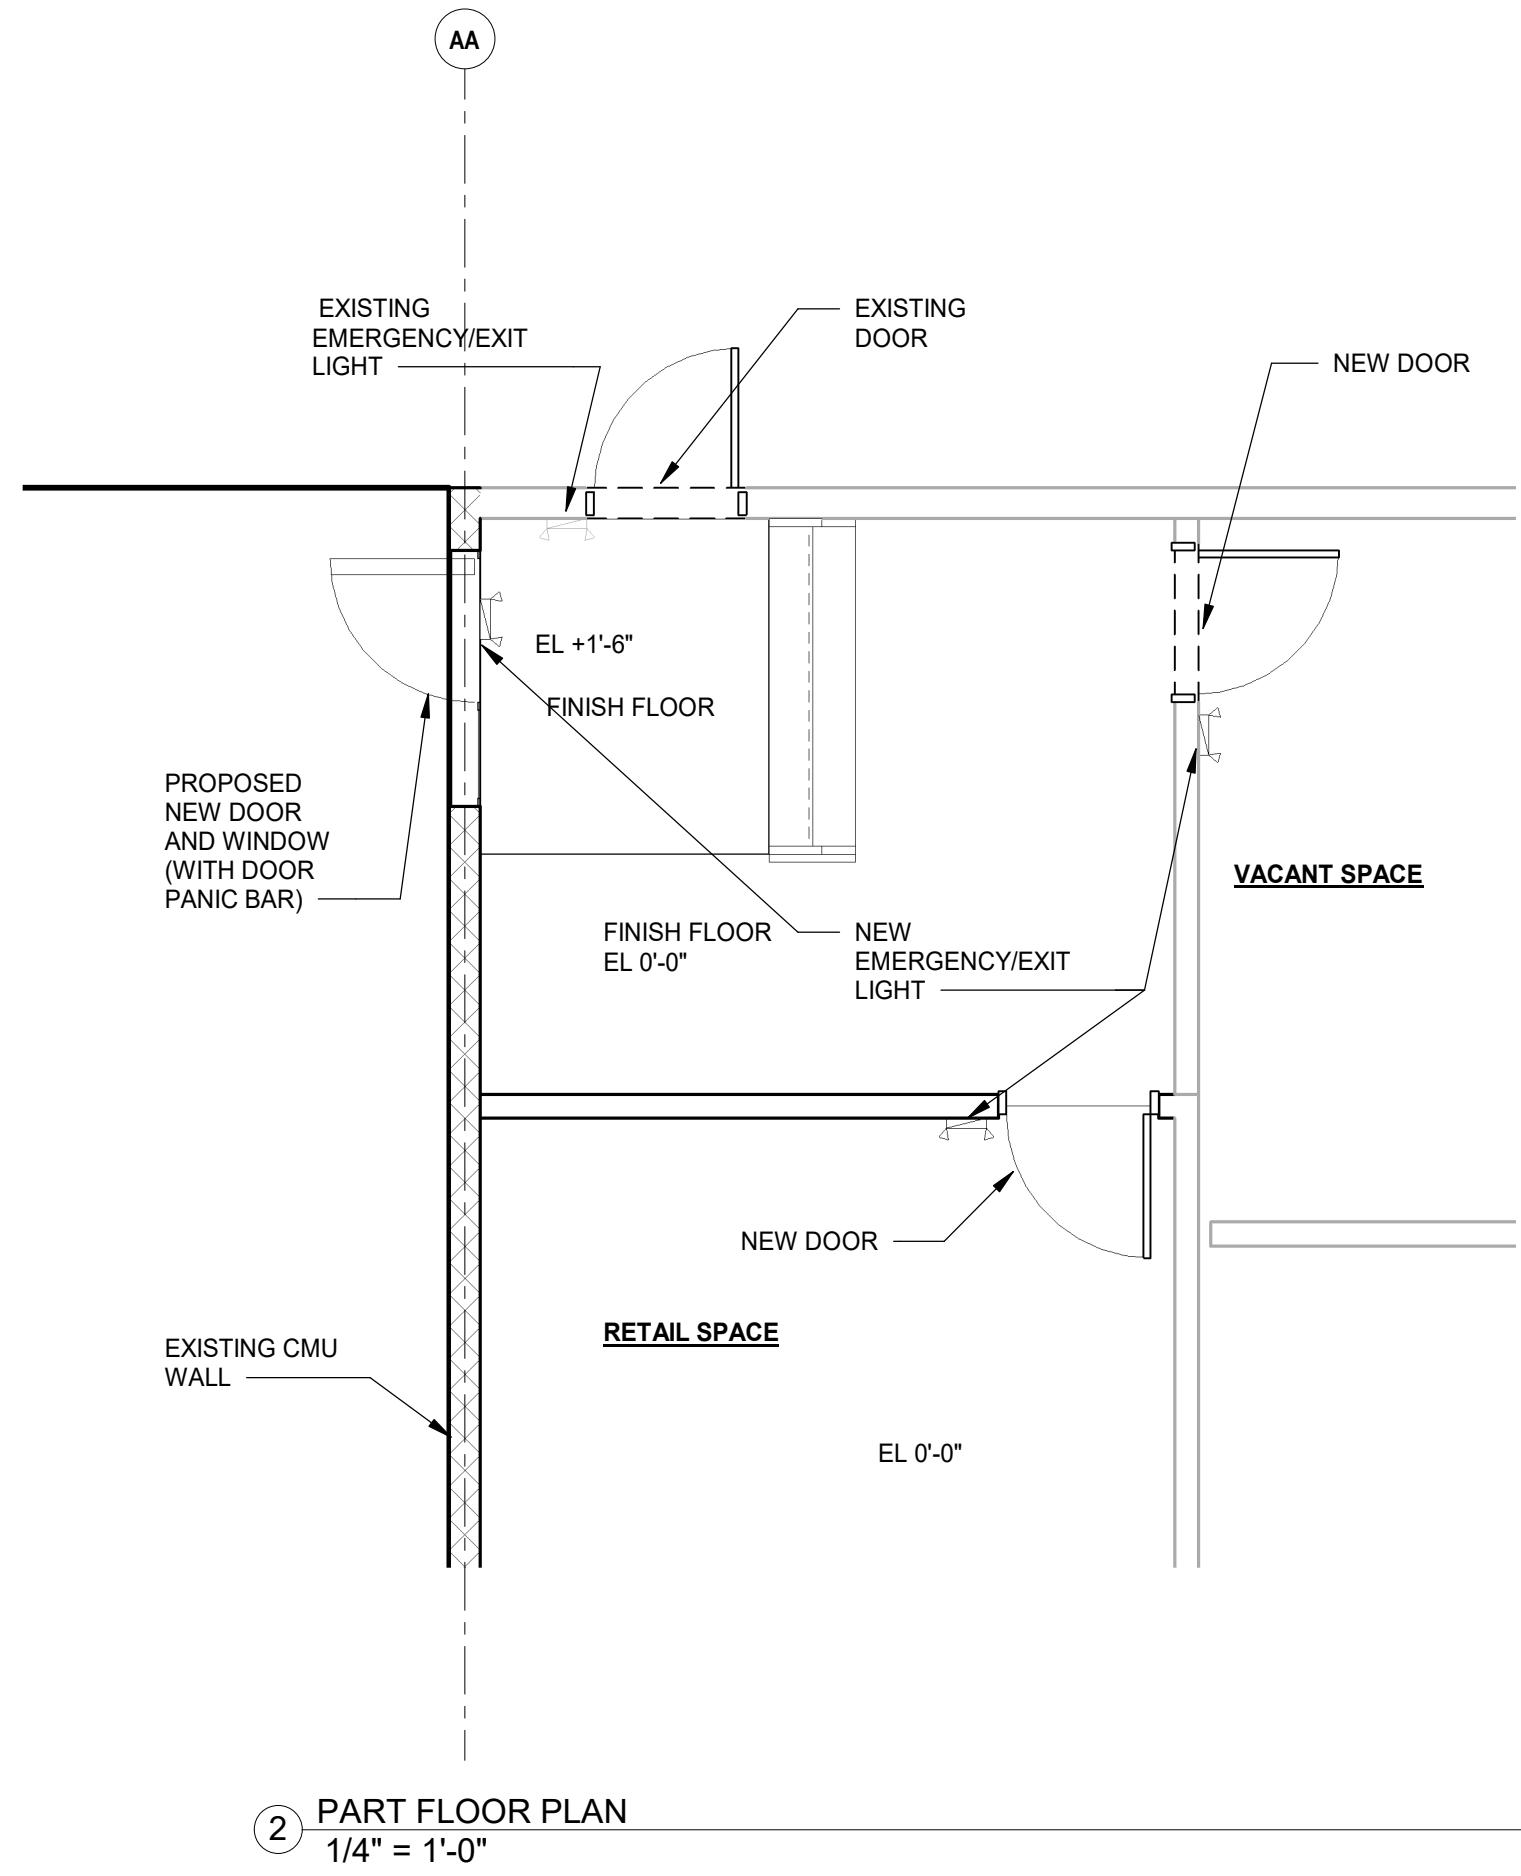 AA
EXISTING
EMERGENCY/EXIT
LIGHT
EXISTING
DOOR
NEW DOOR
EL +1'-6"
FINISH FLOOR
PROPOSED
NEW DOOR
AND WINDOW
(WITH DOOR
PANIC BAR)
VACANT SPACE
FINISH FLOOR
EL 0'-0"
NEW
EMERGENCY/EXIT
LIGHT
NEW DOOR
RETAIL SPACE
EXISTING CMU
WALL
EL 0'-0"
2
PART FLOOR PLAN
1/4" = 1'-0"